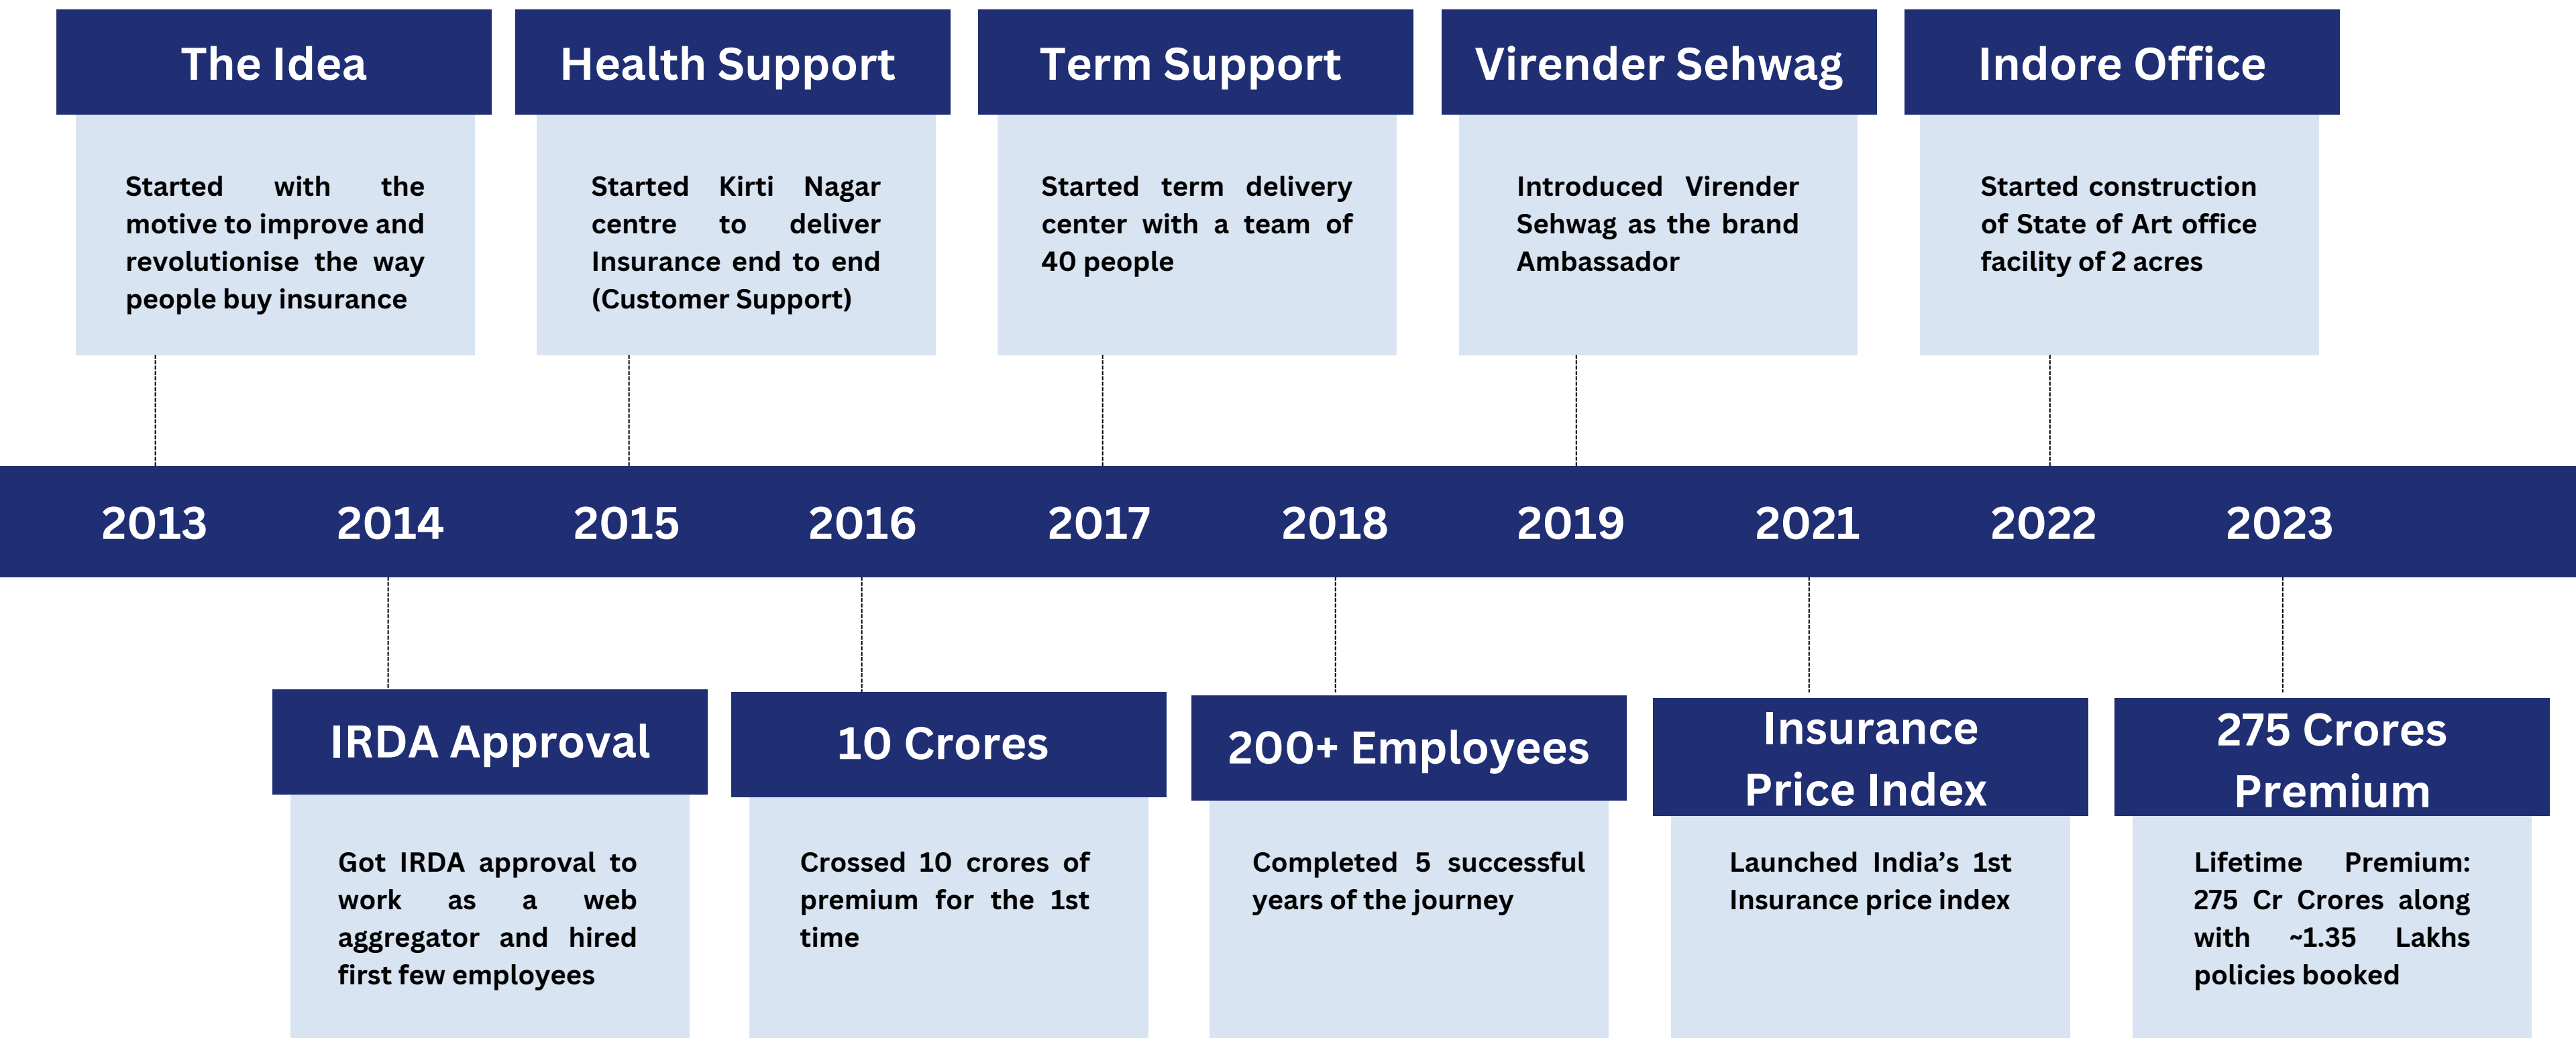 The Idea
Started with the
motive to improve and
revolutionise the way
people buy insurance
Health Support
Started Kirti Nagar
centre to deliver
Insurance end to end
(Customer Support)
Term Support
Started term delivery
center with a team of
40 people
Virender Sehwag
Introduced Virender
Sehwag as the brand
Ambassador
Indore Office
Started construction
of State of Art office
facility of 2 acres
2013 2014 2015 2016 2017 2018 2019 2021 2022 2023
IRDA Approval
Got IRDA approval to
work as a web
aggregator and hired
first few employees
10 Crores
Crossed 10 crores of
premium for the 1st
time
200+ Employees
Completed 5 successful
years of the journey
Insurance
Price Index
Launched India’s 1st
Insurance price index
275 Crores
Premium
Lifetime Premium:
275 Cr Crores along
with ~1.35 Lakhs
policies booked